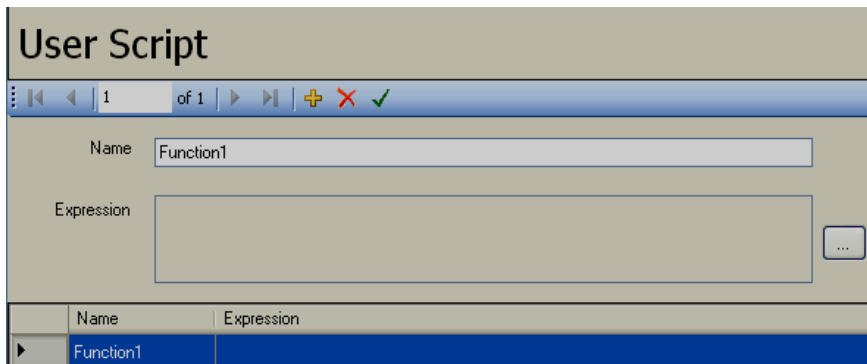 User Script
1 of 1
Name Function1
Expression
...
Name Expression
Function1